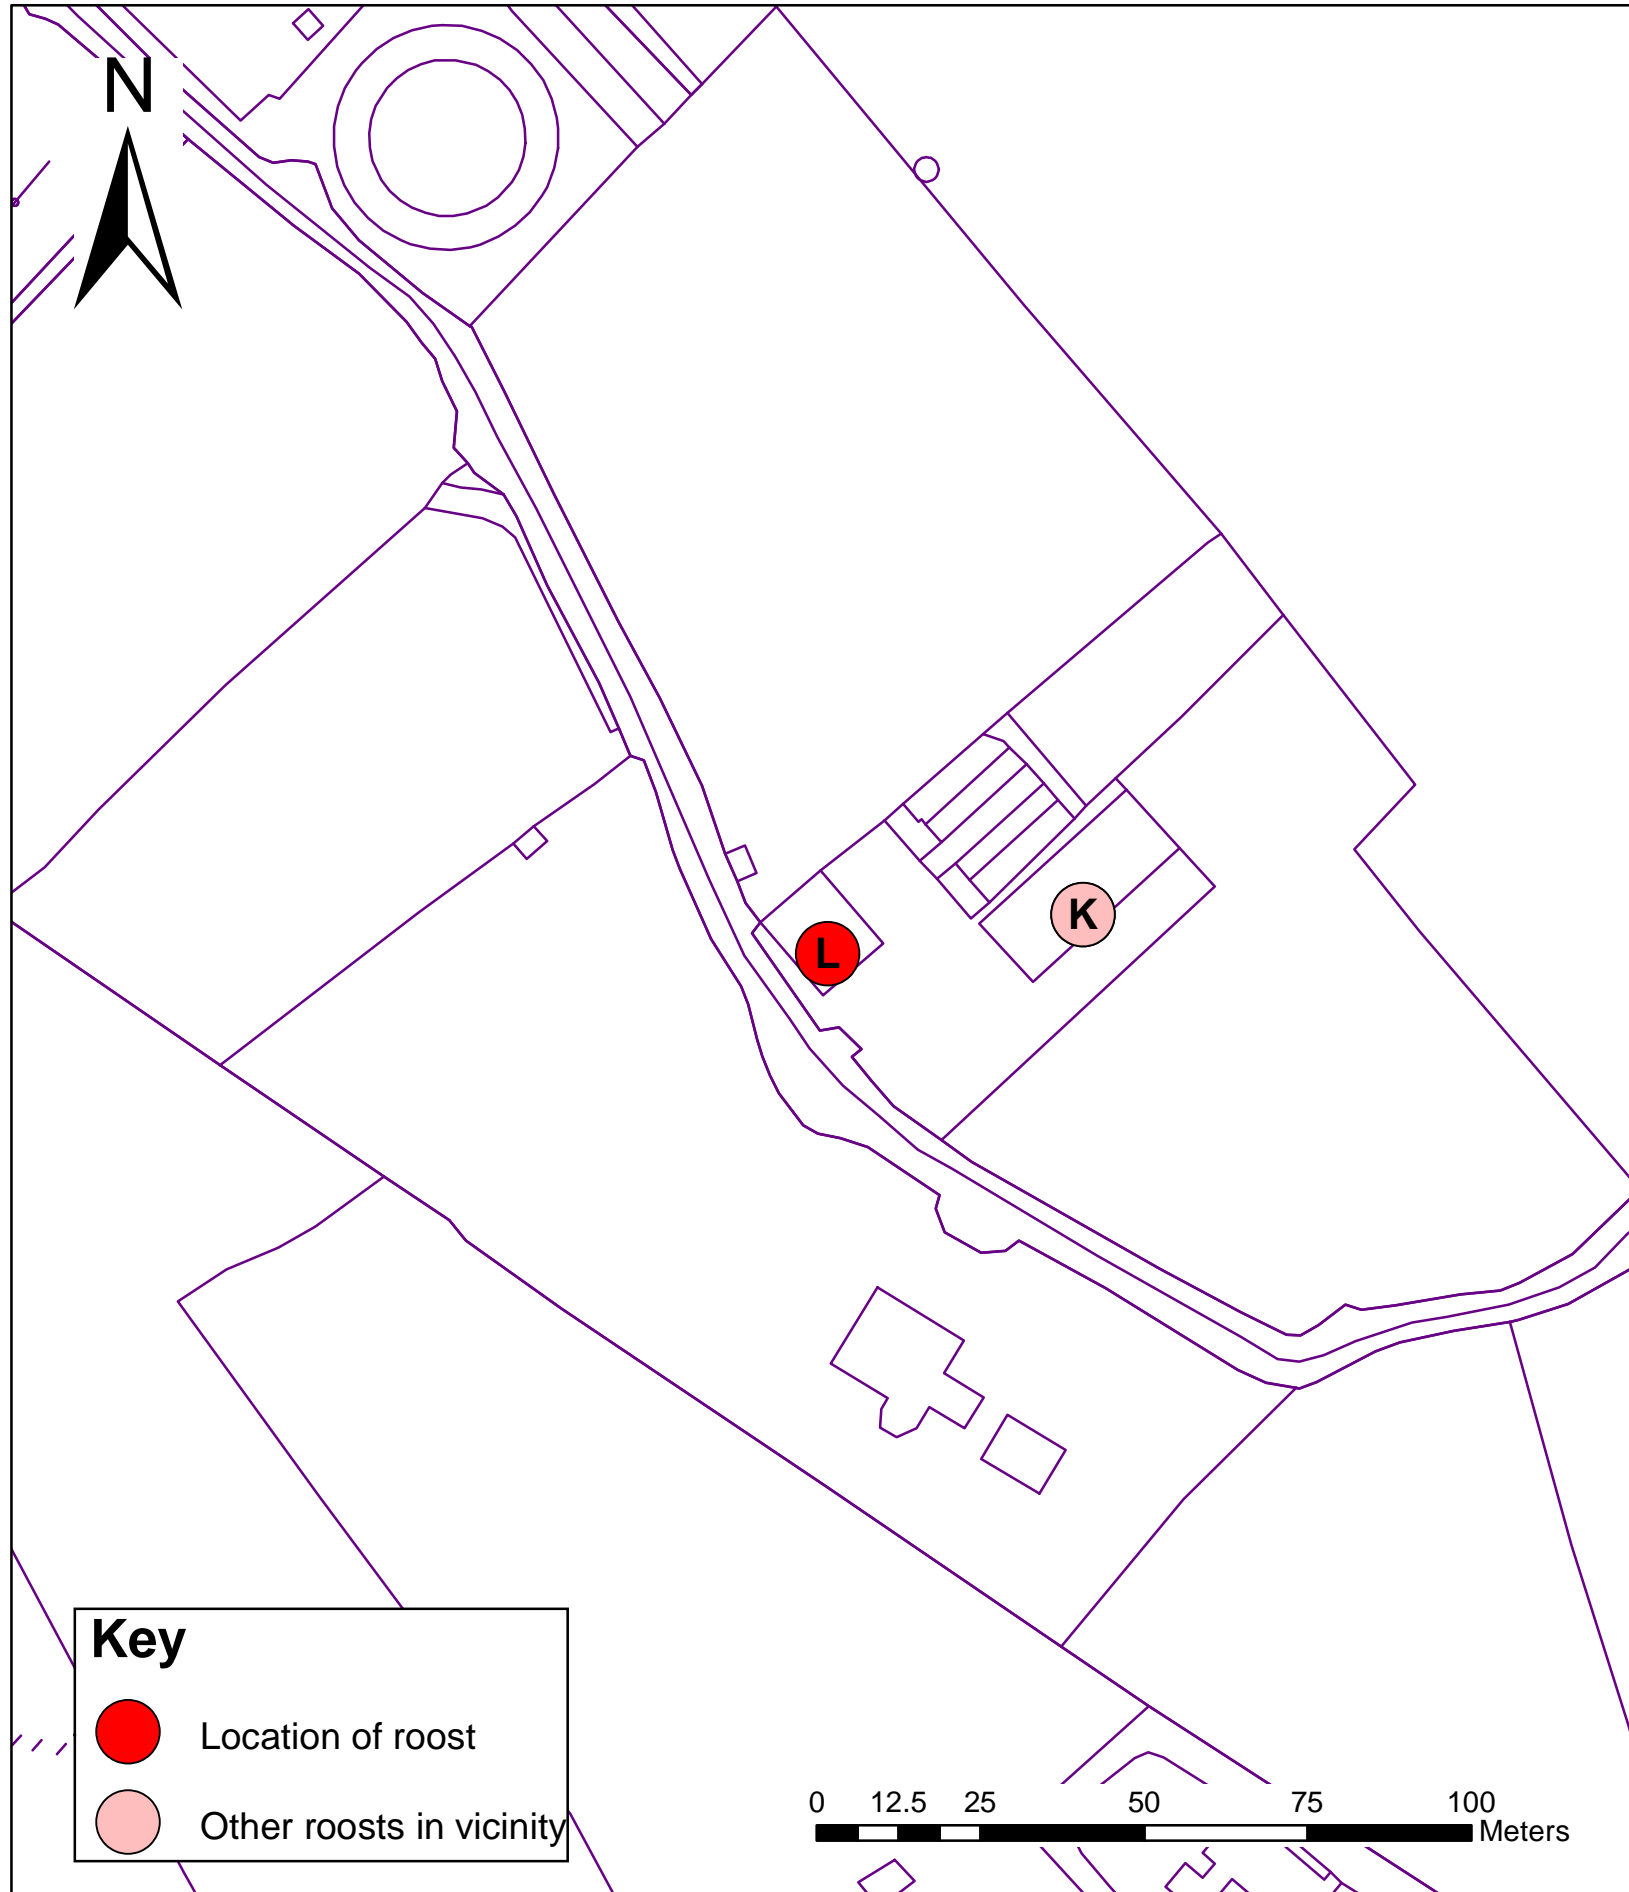 N
L
K
Key
Location of roost
Other roosts in vicinity
0 12.5 25 50 75 100
Meters